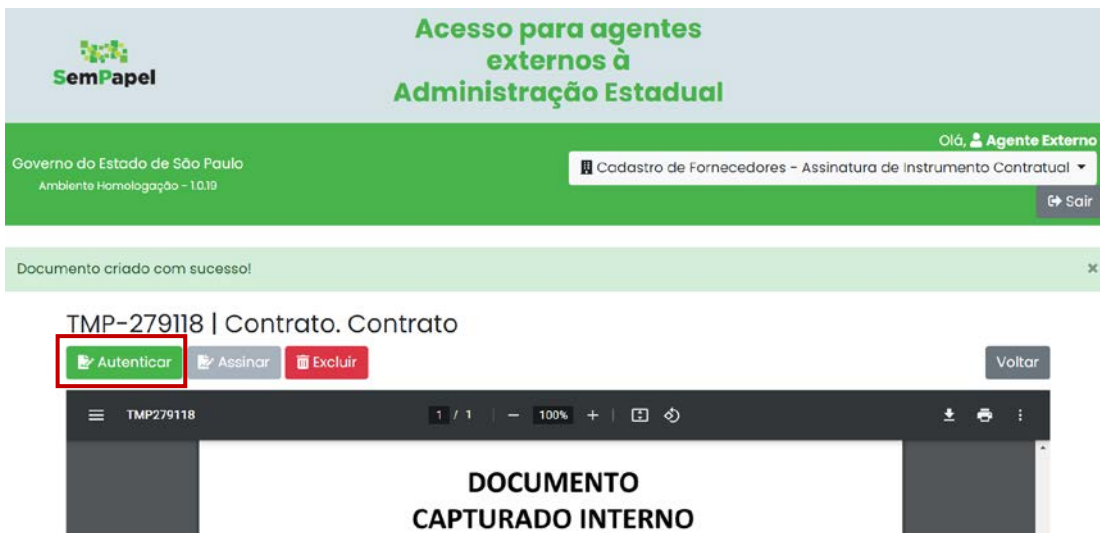 SemPapel
Acesso para agentes
externos à
Administração Estadual
Olá, Agente Externo
Governo do Estado de São Paulo
Ambiente Homologação - 1.0.19
Cadastro de Fornecedores - Assinatura de Instrumento Contratual
Sair
Documento criado com sucesso! ×
TMP-279118 | Contrato. Contrato
Autenticar Assinar Excluir Voltar
TMP279118 1 / 1 | − 100% + |
DOCUMENTO
CAPTURADO INTERNO